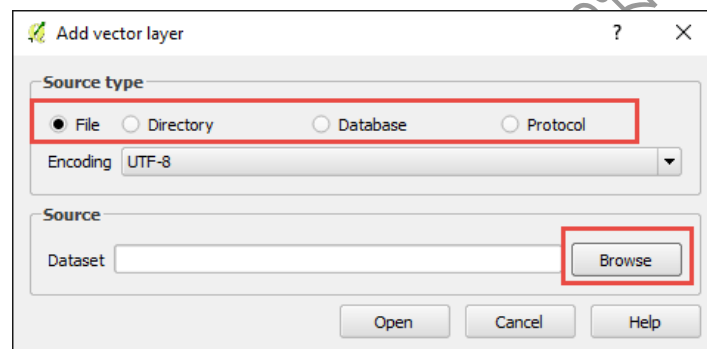 Add vector layer
Source type
File Directory Database Protocol
Encoding UTF-8
Source
Dataset Browse
Open Cancel Help